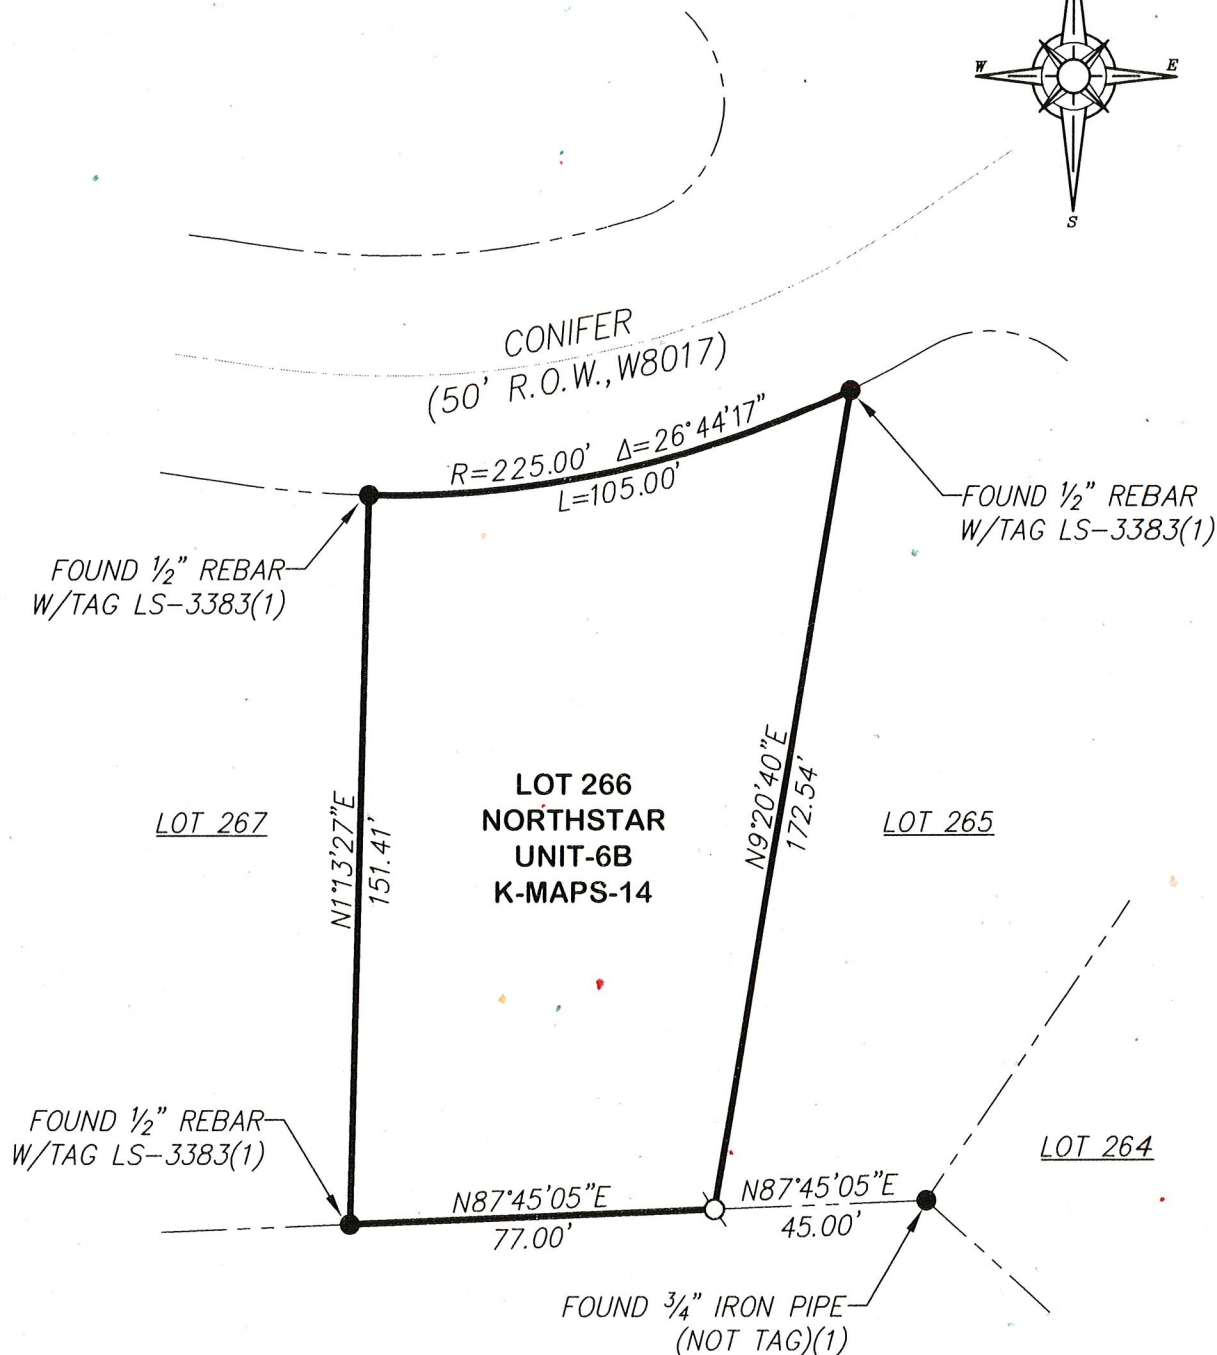 W
E
S
CONIFER
(50' R.O.W.,W8017)
R=225.00' Δ=26°44'17"
L=105.00'
FOUND ½" REBAR
W/TAG LS-3383(1)
FOUND ½" REBAR
W/TAG LS-3383(1)
LOT 267
N1°13'27"E
151.41'
LOT 266
NORTHSTAR
UNIT-6B
K-MAPS-14
N9°20'40"E
172.54'
LOT 265
FOUND ½" REBAR
W/TAG LS-3383(1)
N87°45'05"E
77.00'
N87°45'05"E
45.00'
LOT 264
FOUND ¾" IRON PIPE
(NOT TAG)(1)